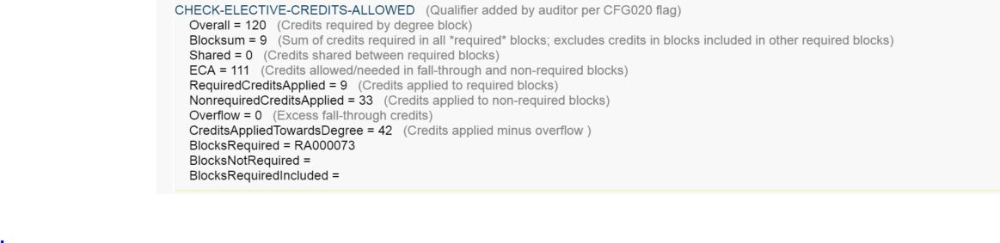 CHECK-ELECTIVE-CREDITS-ALLOWED (Qualifier added by auditor per CFG020 flag)
Overall = 120 (Credits required by degree block)
Blocksum = 9 (Sum of credits required in all *required* blocks; excludes credits in blocks included in other required blocks)
Shared = 0 (Credits shared between required blocks)
ECA = 111 (Credits allowed/needed in fall-through and non-required blocks)
RequiredCreditsApplied = 9 (Credits applied to required blocks)
NonrequiredCreditsApplied = 33 (Credits applied to non-required blocks)
Overflow = 0 (Excess fall-through credits)
CreditsAppliedTowardsDegree = 42 (Credits applied minus overflow )
BlocksRequired = RA000073
BlocksNotRequired =
BlocksRequiredIncluded =